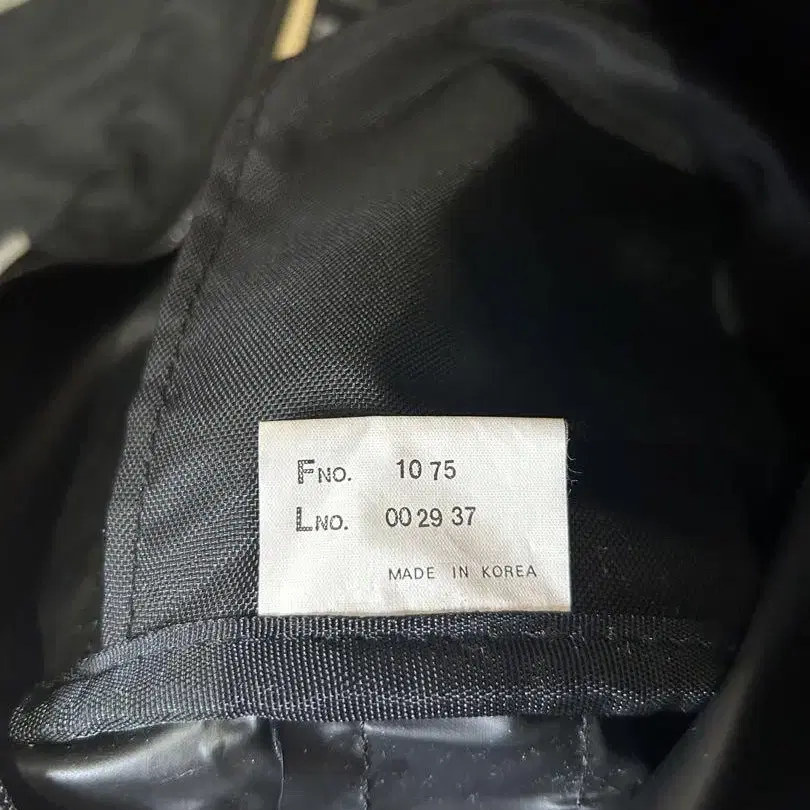 FNO. 10 75
LNO. 00 29 37
MADE IN KOREA